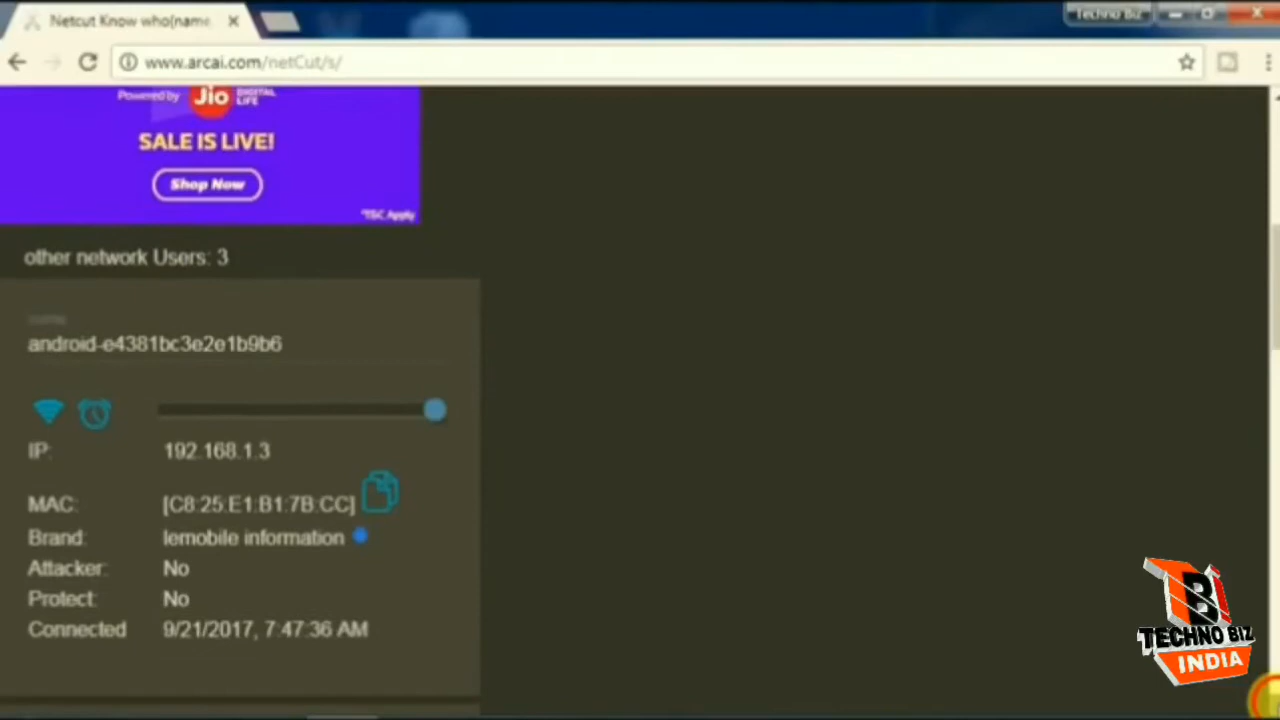 Netcut Know who(name,
Techno Biz
www.arcai.com/netCut/s/
Powered by Jio DIGITAL LIFE
SALE IS LIVE!
Shop Now
*T&C Apply
other network Users: 3
name
android-e4381bc3e2e1b9b6
IP: 192.168.1.3
MAC: [C8:25:E1:B1:7B:CC]
Brand: lemobile information
Attacker: No
Protect: No
Connected 9/21/2017, 7:47:36 AM
B
TECHNO BIZ
INDIA